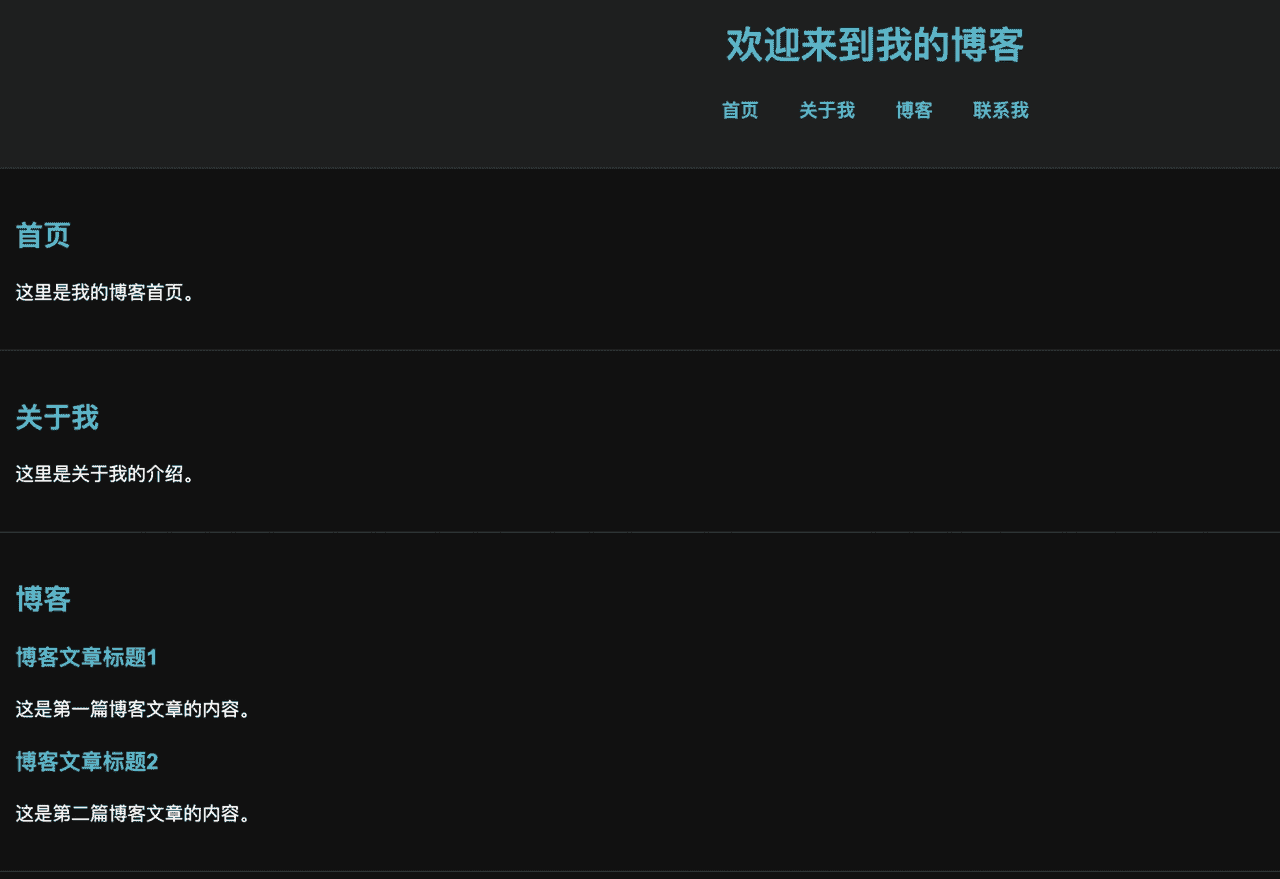 欢迎来到我的博客
首页 关于我 博客 联系我
首页
这里是我的博客首页。
关于我
这里是关于我的介绍。
博客
博客文章标题1
这是第一篇博客文章的内容。
博客文章标题2
这是第二篇博客文章的内容。